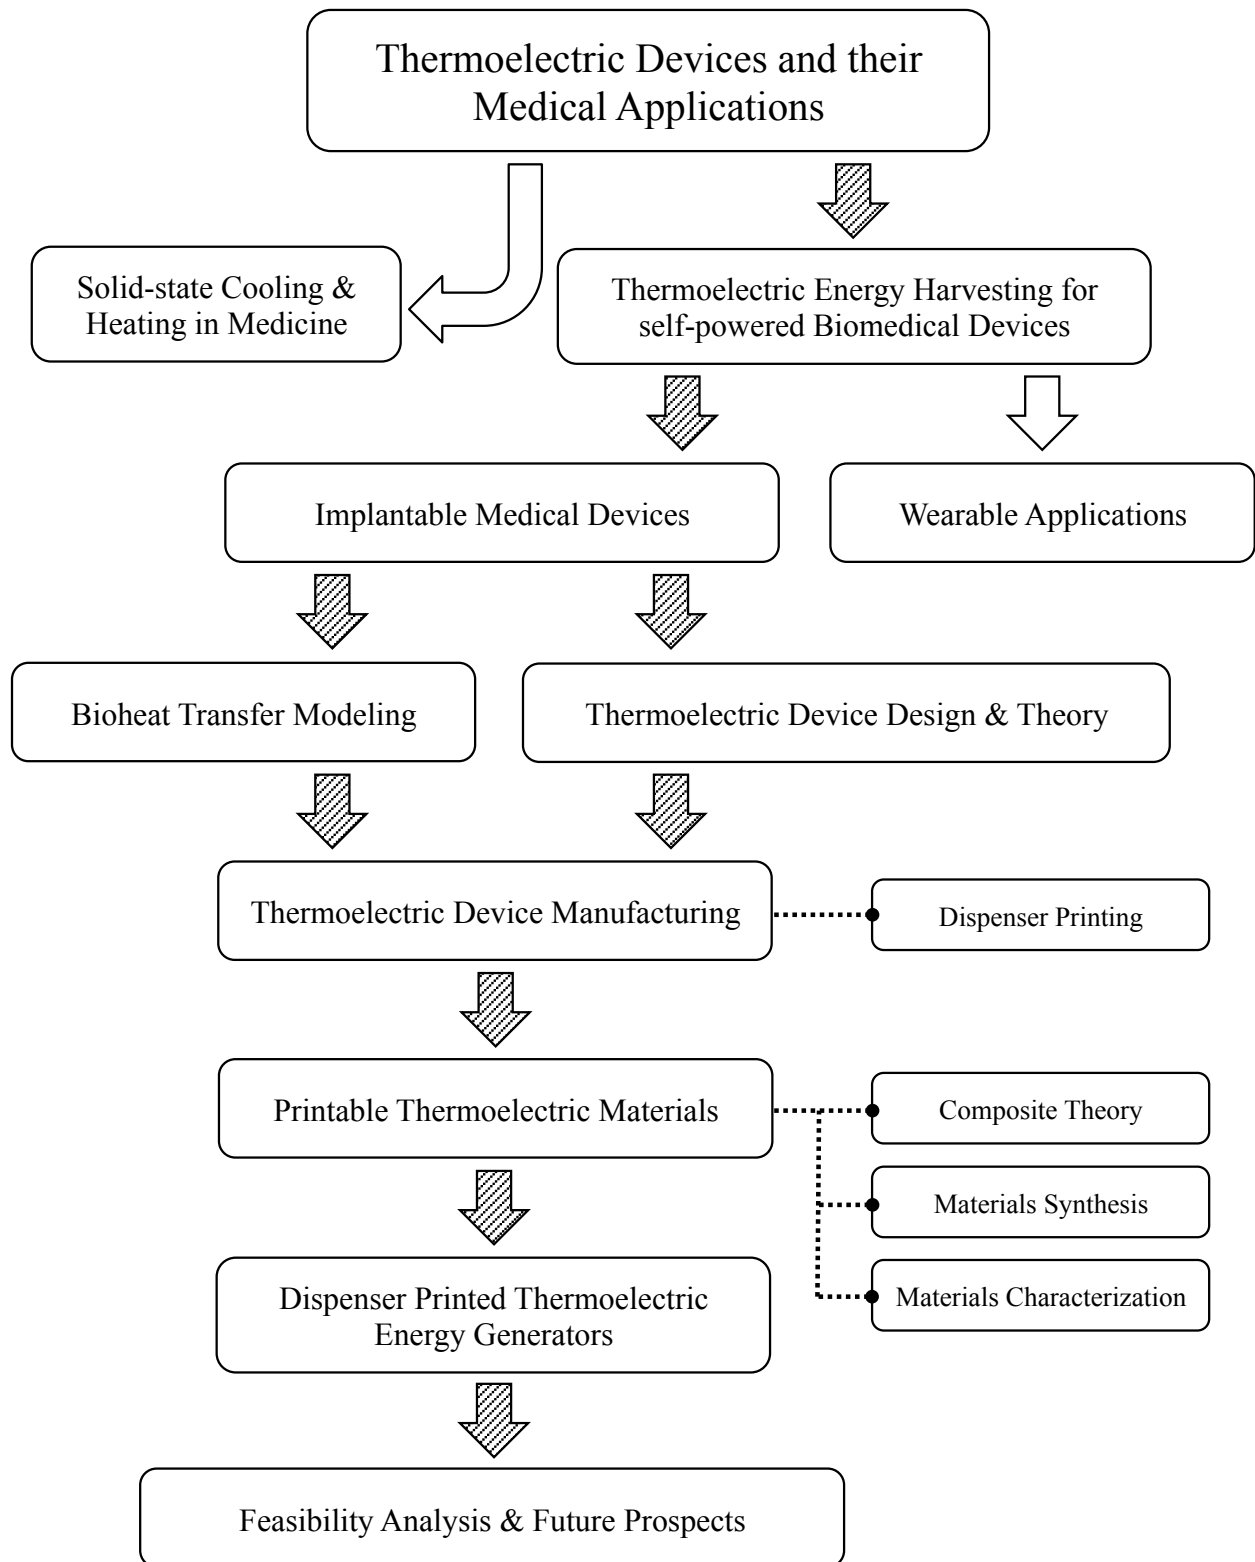 Thermoelectric Devices and their
Medical Applications
Solid-state Cooling &
Heating in Medicine
Thermoelectric Energy Harvesting for
self-powered Biomedical Devices
Implantable Medical Devices
Wearable Applications
Bioheat Transfer Modeling
Thermoelectric Device Design & Theory
Thermoelectric Device Manufacturing
Dispenser Printing
Printable Thermoelectric Materials
Composite Theory
Materials Synthesis
Materials Characterization
Dispenser Printed Thermoelectric
Energy Generators
Feasibility Analysis & Future Prospects